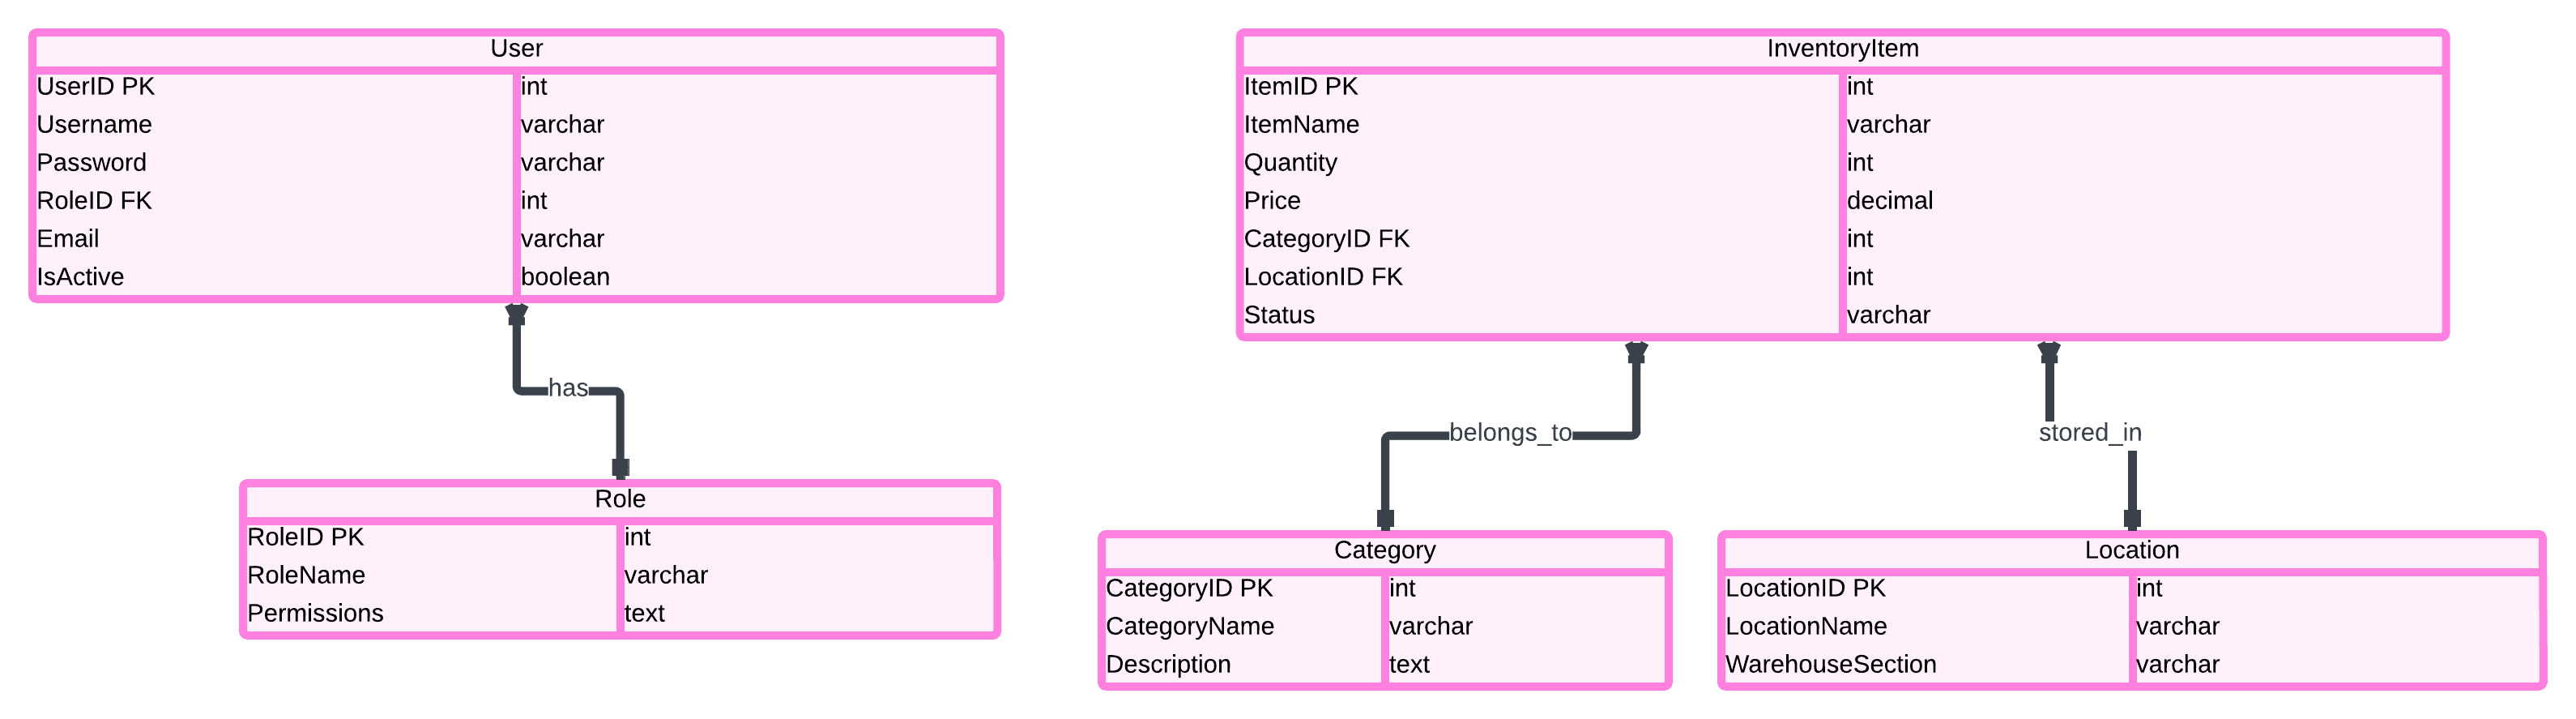 User
UserID PK int
Username varchar
Password varchar
RoleID FK int
Email varchar
IsActive boolean
has
Role
RoleID PK int
RoleName varchar
Permissions text
InventoryItem
ItemID PK int
ItemName varchar
Quantity int
Price decimal
CategoryID FK int
LocationID FK int
Status varchar
belongs_to
stored_in
Category
CategoryID PK int
CategoryName varchar
Description text
Location
LocationID PK int
LocationName varchar
WarehouseSection varchar